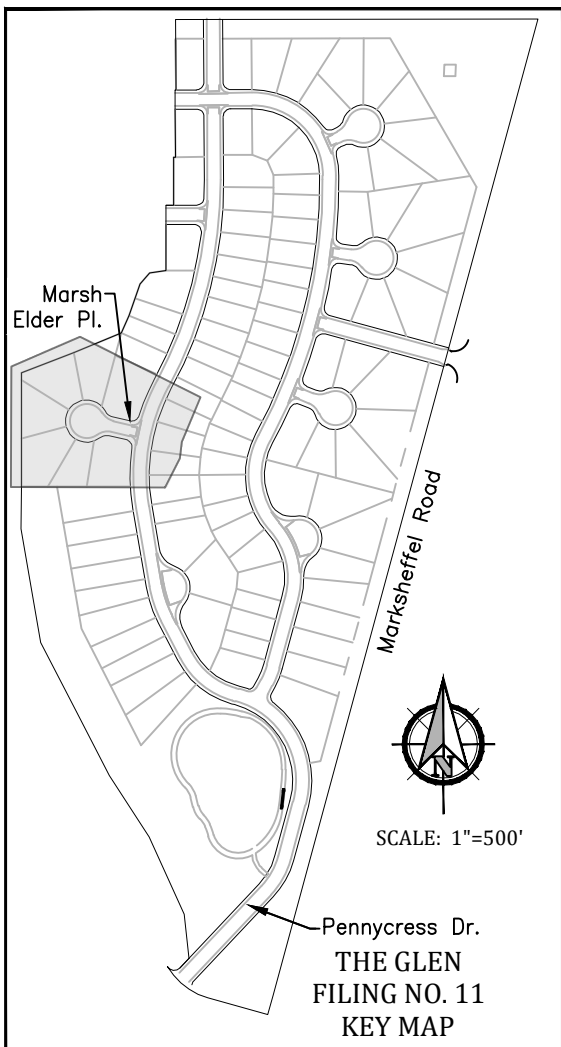 Marsh
Elder Pl.
Marksheffel Road
N
SCALE: 1"=500'
Pennycress Dr.
THE GLEN
FILING NO. 11
KEY MAP